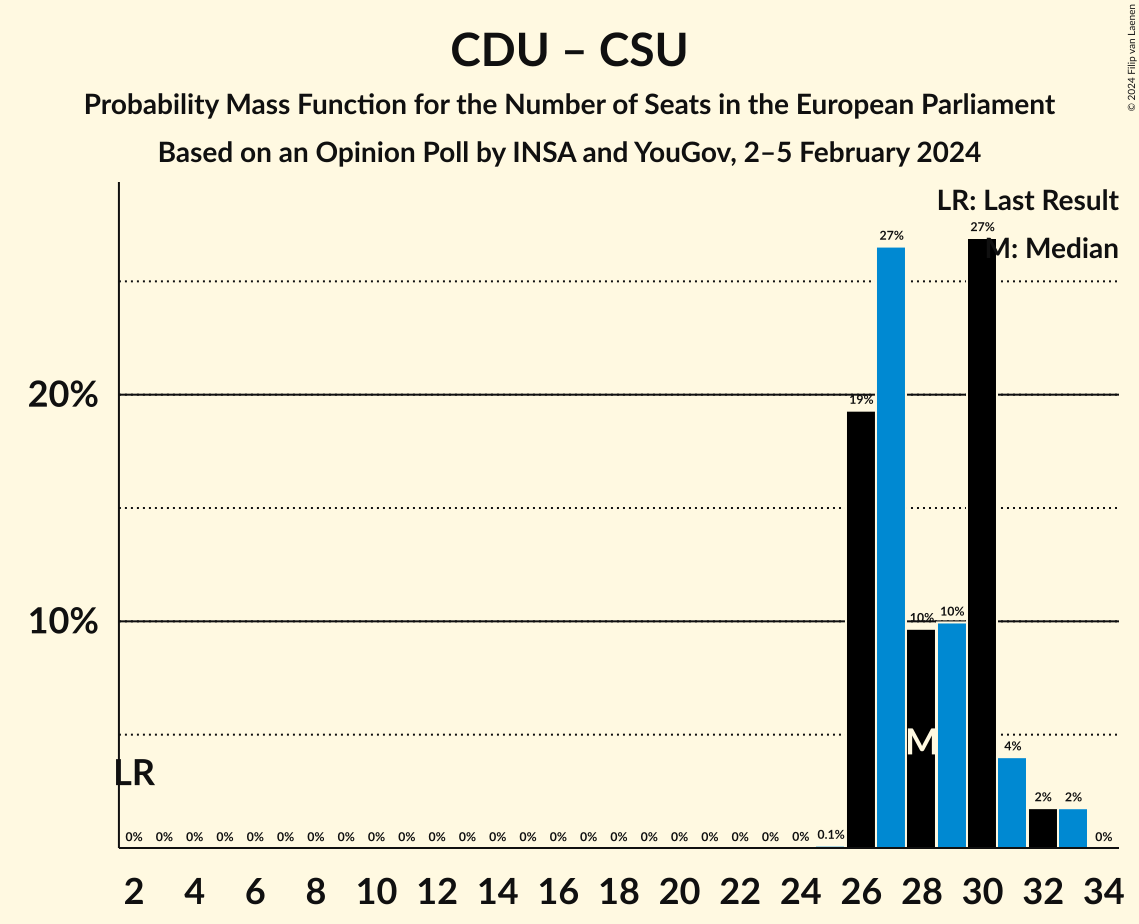 CDU – CSU
Probability Mass Function for the Number of Seats in the European Parliament
Based on an Opinion Poll by INSA and YouGov, 2–5 February 2024
© 2024 Filip van Laenen
LR: Last Result
M: Median
27%
27%
20%
19%
10%
10%
10%
M
4%
LR
2%
2%
0% 0% 0% 0% 0% 0% 0% 0% 0% 0% 0% 0% 0% 0% 0% 0% 0% 0% 0% 0% 0% 0% 0% 0.1% 0%
2 4 6 8 10 12 14 16 18 20 22 24 26 28 30 32 34